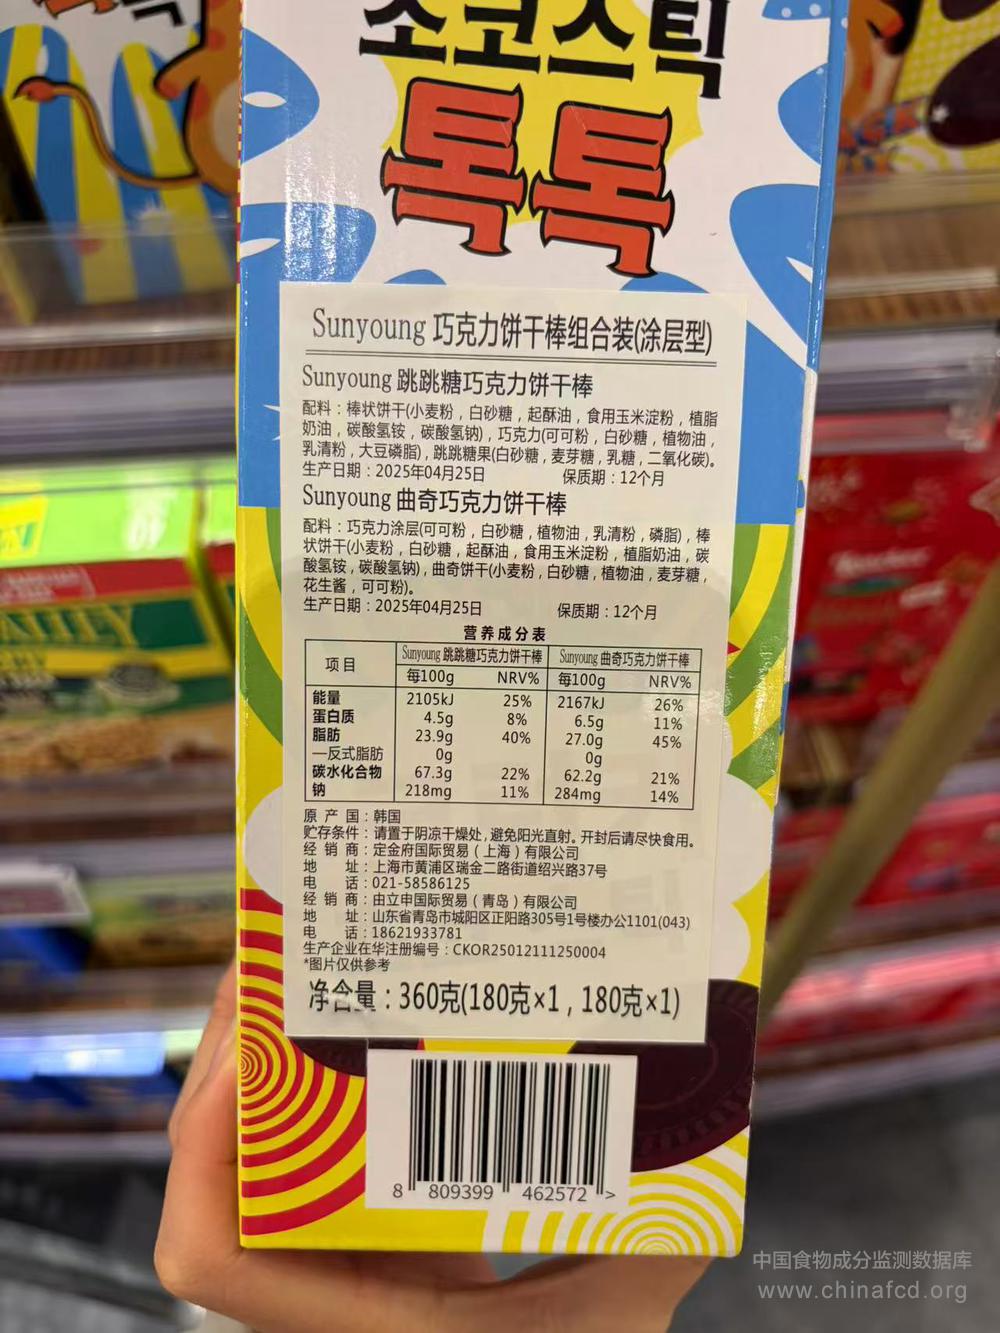 초코스틱
톡톡
Sunyoung 巧克力饼干棒组合装(涂层型)
Sunyoung 跳跳糖巧克力饼干棒
配料：棒状饼干(小麦粉，白砂糖，起酥油，食用玉米淀粉，植脂
奶油，碳酸氢铵，碳酸氢钠)，巧克力(可可粉，白砂糖，植物油，
乳清粉，大豆磷脂)，跳跳糖果(白砂糖，麦芽糖，乳糖，二氧化碳)。
生产日期：2025年04月25日 保质期：12个月
Sunyoung 曲奇巧克力饼干棒
配料：巧克力涂层(可可粉，白砂糖，植物油，乳清粉，磷脂)，棒
状饼干(小麦粉，白砂糖，起酥油，食用玉米淀粉，植脂奶油，碳
酸氢铵，碳酸氢钠)，曲奇饼干(小麦粉，白砂糖，植物油，麦芽糖，
花生酱，可可粉)。
生产日期：2025年04月25日 保质期：12个月
营养成分表
项目 Sunyoung 跳跳糖巧克力饼干棒 Sunyoung 曲奇巧克力饼干棒
每100g NRV% 每100g NRV%
能量 2105kJ 25% 2167kJ 26%
蛋白质 4.5g 8% 6.5g 11%
脂肪 23.9g 40% 27.0g 45%
—反式脂肪 0g 0g
碳水化合物 67.3g 22% 62.2g 21%
钠 218mg 11% 284mg 14%
原产国：韩国
贮存条件：请置于阴凉干燥处，避免阳光直射。开封后请尽快食用。
经销商：定金府国际贸易（上海）有限公司
地址：上海市黄浦区瑞金二路街道绍兴路37号
电话：021-58586125
经销商：由立申国际贸易（青岛）有限公司
地址：山东省青岛市城阳区正阳路305号1号楼办公1101(043)
电话：18621933781
生产企业在华注册编号：CKOR25012111250004
*图片仅供参考
净含量：360克(180克×1，180克×1)
8 809399 462572 >
中国食物成分监测数据库
www.chinafcd.org